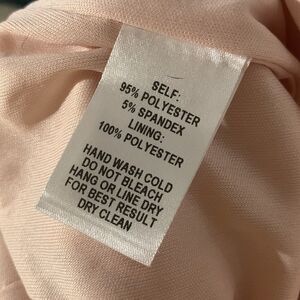 SELF:
95% POLYESTER
5% SPANDEX
LINING:
100% POLYESTER
HAND WASH COLD
DO NOT BLEACH
HANG OR LINE DRY
FOR BEST RESULT
DRY CLEAN